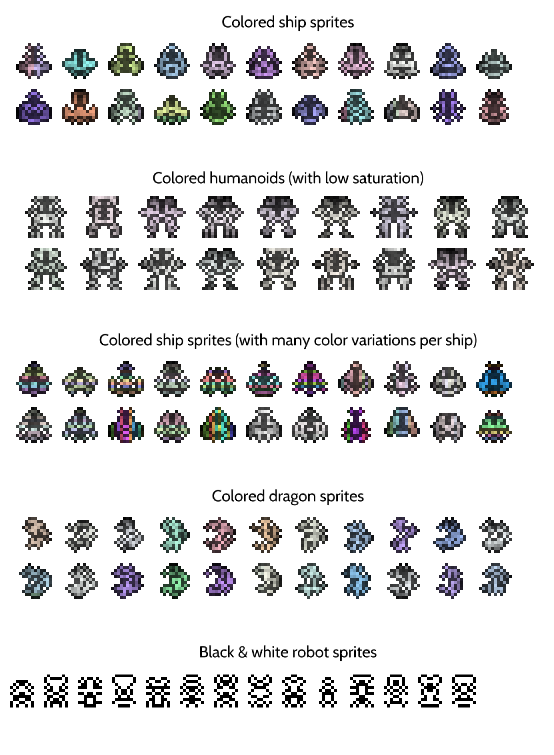 Colored ship sprites
Colored humanoids (with low saturation)
Colored ship sprites (with many color variations per ship)
Colored dragon sprites
Black & white robot sprites